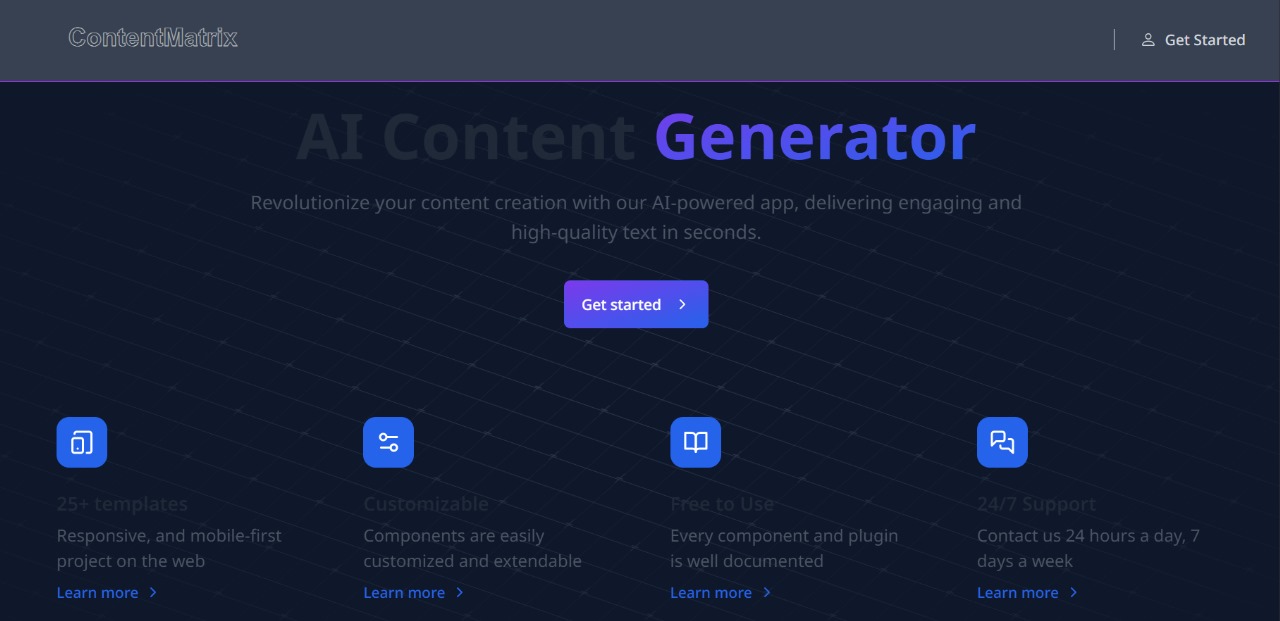 ContentMatrix
Get Started
AI Content Generator
Revolutionize your content creation with our AI-powered app, delivering engaging and
high-quality text in seconds.
Get started
25+ templates
Responsive, and mobile-first
project on the web
Learn more
Customizable
Components are easily
customized and extendable
Learn more
Free to Use
Every component and plugin
is well documented
Learn more
24/7 Support
Contact us 24 hours a day, 7
days a week
Learn more